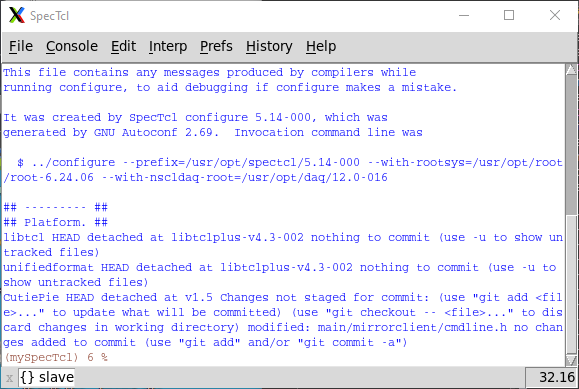 SpecTcl
File Console Edit Interp Prefs History Help
This file contains any messages produced by compilers while
running configure, to aid debugging if configure makes a mistake.
It was created by SpecTcl configure 5.14-000, which was
generated by GNU Autoconf 2.69.  Invocation command line was
$ ../configure --prefix=/usr/opt/spectcl/5.14-000 --with-rootsys=/usr/opt/root
/root-6.24.06 --with-nscldaq-root=/usr/opt/daq/12.0-016
## --------- ##
## Platform. ##
libtcl HEAD detached at libtclplus-v4.3-002 nothing to commit (use -u to show un
tracked files)
unifiedformat HEAD detached at libtclplus-v4.3-002 nothing to commit (use -u to
show untracked files)
CutiePie HEAD detached at v1.5 Changes not staged for commit: (use "git add <fil
e>..." to update what will be committed) (use "git checkout -- <file>..." to dis
card changes in working directory) modified: main/mirrorclient/cmdline.h no chan
ges added to commit (use "git add" and/or "git commit -a")
(mySpecTcl) 6 %
x {} slave 32.16